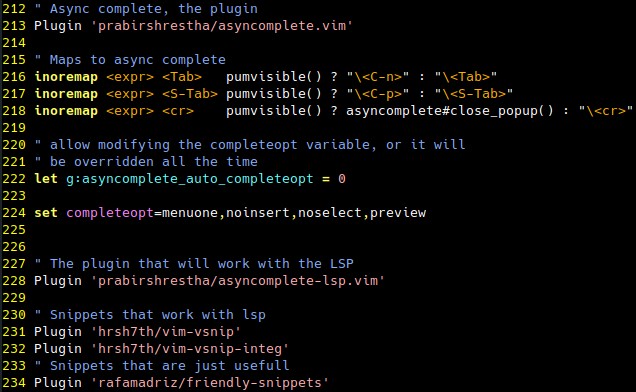 212 " Async complete, the plugin
213 Plugin 'prabirshrestha/asyncomplete.vim'
214
215 " Maps to async complete
216 inoremap <expr> <Tab>   pumvisible() ? "\<C-n>" : "\<Tab>"
217 inoremap <expr> <S-Tab> pumvisible() ? "\<C-p>" : "\<S-Tab>"
218 inoremap <expr> <cr>    pumvisible() ? asyncomplete#close_popup() : "\<cr>"
219
220 " allow modifying the completeopt variable, or it will
221 " be overridden all the time
222 let g:asyncomplete_auto_completeopt = 0
223
224 set completeopt=menuone,noinsert,noselect,preview
225
226
227 " The plugin that will work with the LSP
228 Plugin 'prabirshrestha/asyncomplete-lsp.vim'
229
230 " Snippets that work with lsp
231 Plugin 'hrsh7th/vim-vsnip'
232 Plugin 'hrsh7th/vim-vsnip-integ'
233 " Snippets that are just usefull
234 Plugin 'rafamadriz/friendly-snippets'